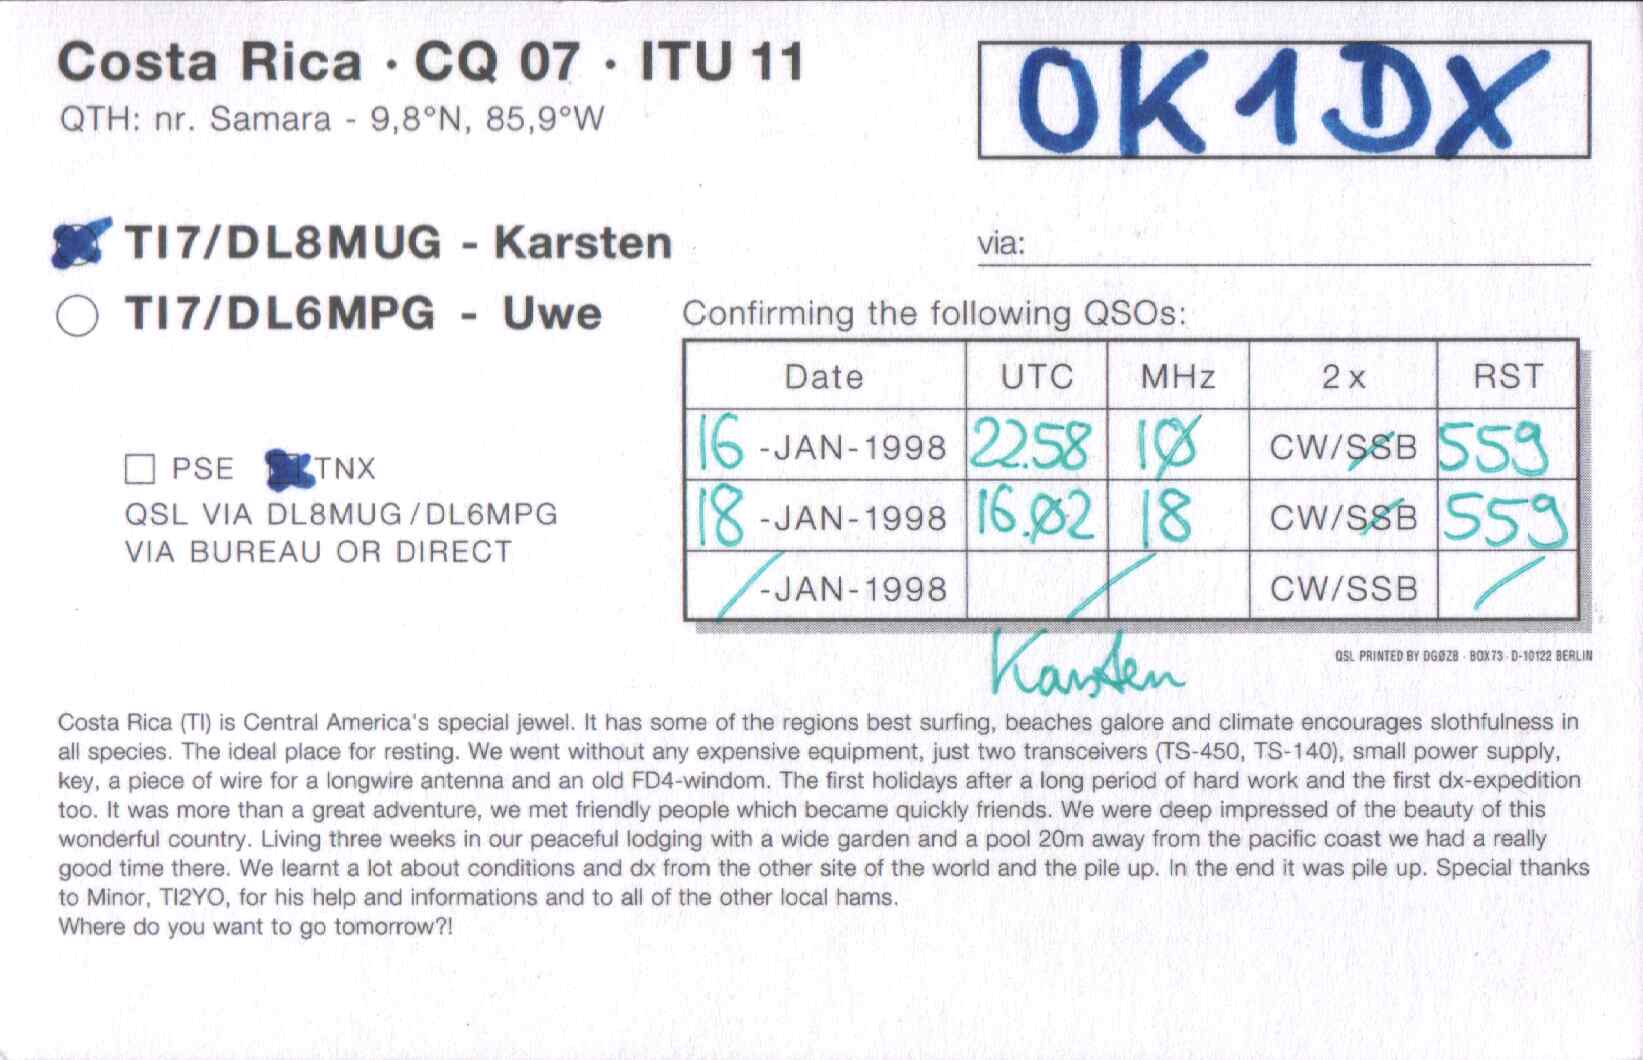 Costa Rica · CQ 07 · ITU 11
QTH: nr. Samara - 9,8°N, 85,9°W
OK1DX
TI7/DL8MUG - Karsten
via:
TI7/DL6MPG - Uwe
Confirming the following QSOs:
Date UTC MHz 2 x RST
16 -JAN-1998 22.58 1Ø CW/SSB 559
18 -JAN-1998 16.Ø2 18 CW/SSB 559
/ -JAN-1998 / CW/SSB /
PSE TNX
QSL VIA DL8MUG/DL6MPG
VIA BUREAU OR DIRECT
Karsten
QSL PRINTED BY DGØZB · BOX 73 · D-10122 BERLIN
Costa Rica (TI) is Central America's special jewel. It has some of the regions best surfing, beaches galore and climate encourages slothfulness in
all species. The ideal place for resting. We went without any expensive equipment, just two transceivers (TS-450, TS-140), small power supply,
key, a piece of wire for a longwire antenna and an old FD4-windom. The first holidays after a long period of hard work and the first dx-expedition
too. It was more than a great adventure, we met friendly people which became quickly friends. We were deep impressed of the beauty of this
wonderful country. Living three weeks in our peaceful lodging with a wide garden and a pool 20m away from the pacific coast we had a really
good time there. We learnt a lot about conditions and dx from the other site of the world and the pile up. In the end it was pile up. Special thanks
to Minor, TI2YO, for his help and informations and to all of the other local hams.
Where do you want to go tomorrow?!